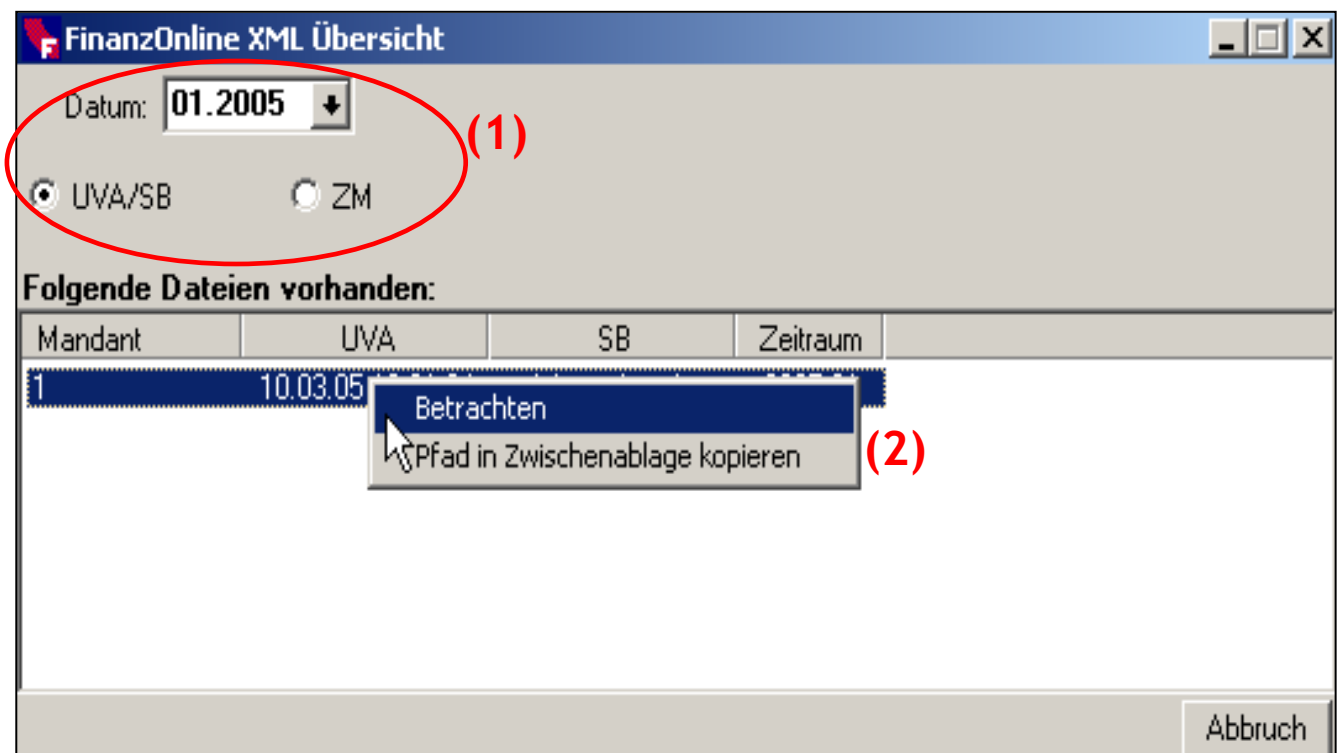 FinanzOnline XML Übersicht
Datum: 01.2005
(1)
UVA/SB ZM
Folgende Dateien vorhanden:
Mandant UVA SB Zeitraum
1 10.03.05
Betrachten
Pfad in Zwischenablage kopieren
(2)
Abbruch